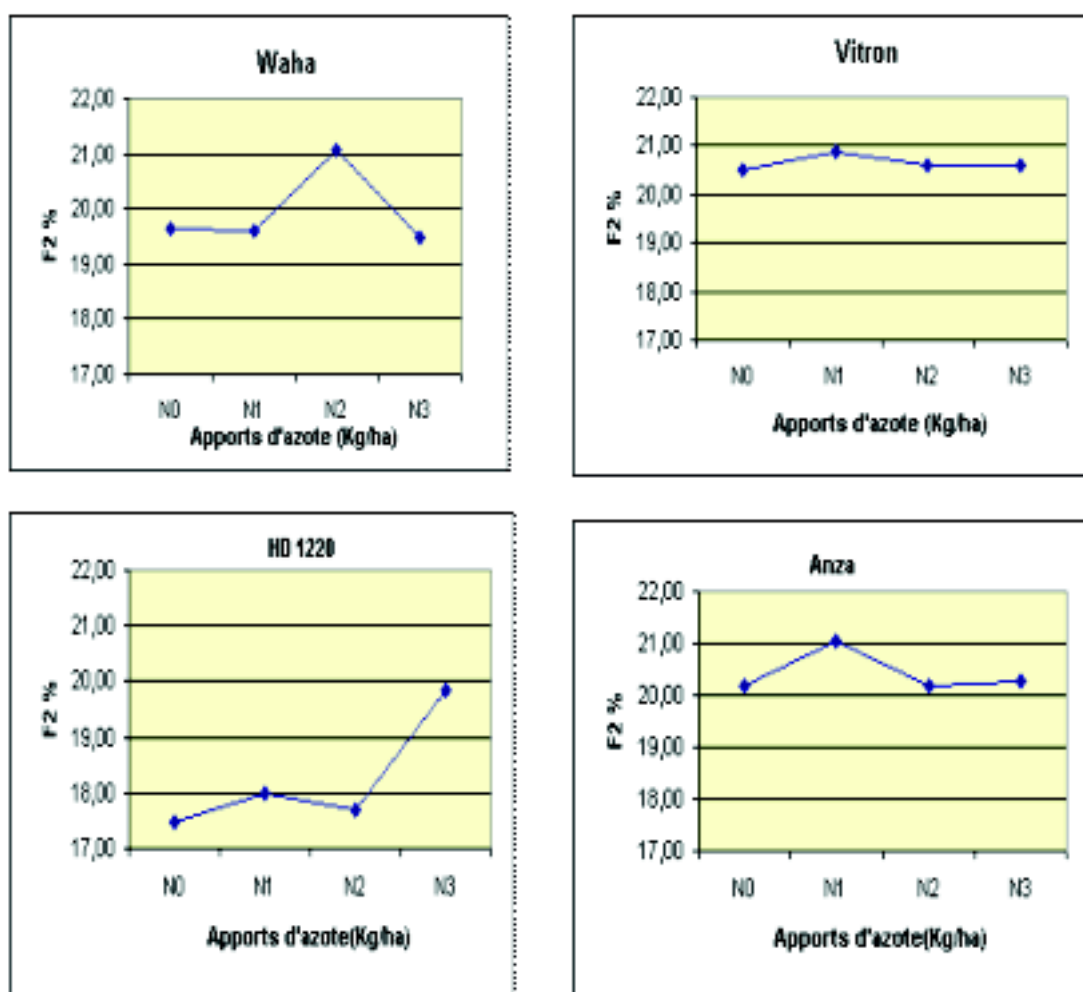 Waha
F2 %
22,00
21,00
20,00
19,00
18,00
17,00
N0 N1 N2 N3
Apports d'azote (Kg/ha)
Vitron
F2 %
22,00
21,00
20,00
19,00
18,00
17,00
N0 N1 N2 N3
Apports d'azote (Kg/ha)
HD 1220
F2 %
22,00
21,00
20,00
19,00
18,00
17,00
N0 N1 N2 N3
Apports d'azote(Kg/ha)
Anza
F2 %
22,00
21,00
20,00
19,00
18,00
17,00
N0 N1 N2 N3
Apports d'azote(Kg/ha)